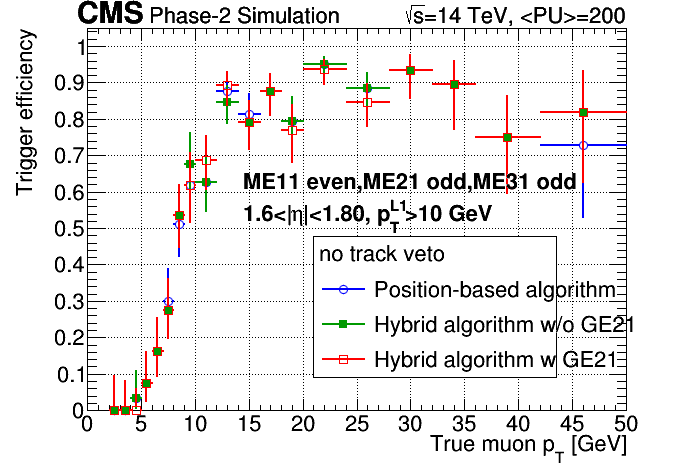 CMS Phase-2 Simulation √s=14 TeV, <PU>=200
Trigger efficiency
1
0.9
0.8
0.7
0.6
0.5
0.4
0.3
0.2
0.1
0
ME11 even,ME21 odd,ME31 odd
1.6<|η|<1.80, p_T^L1>10 GeV
no track veto
Position-based algorithm
Hybrid algorithm w/o GE21
Hybrid algorithm w GE21
0 5 10 15 20 25 30 35 40 45 50
True muon p_T [GeV]